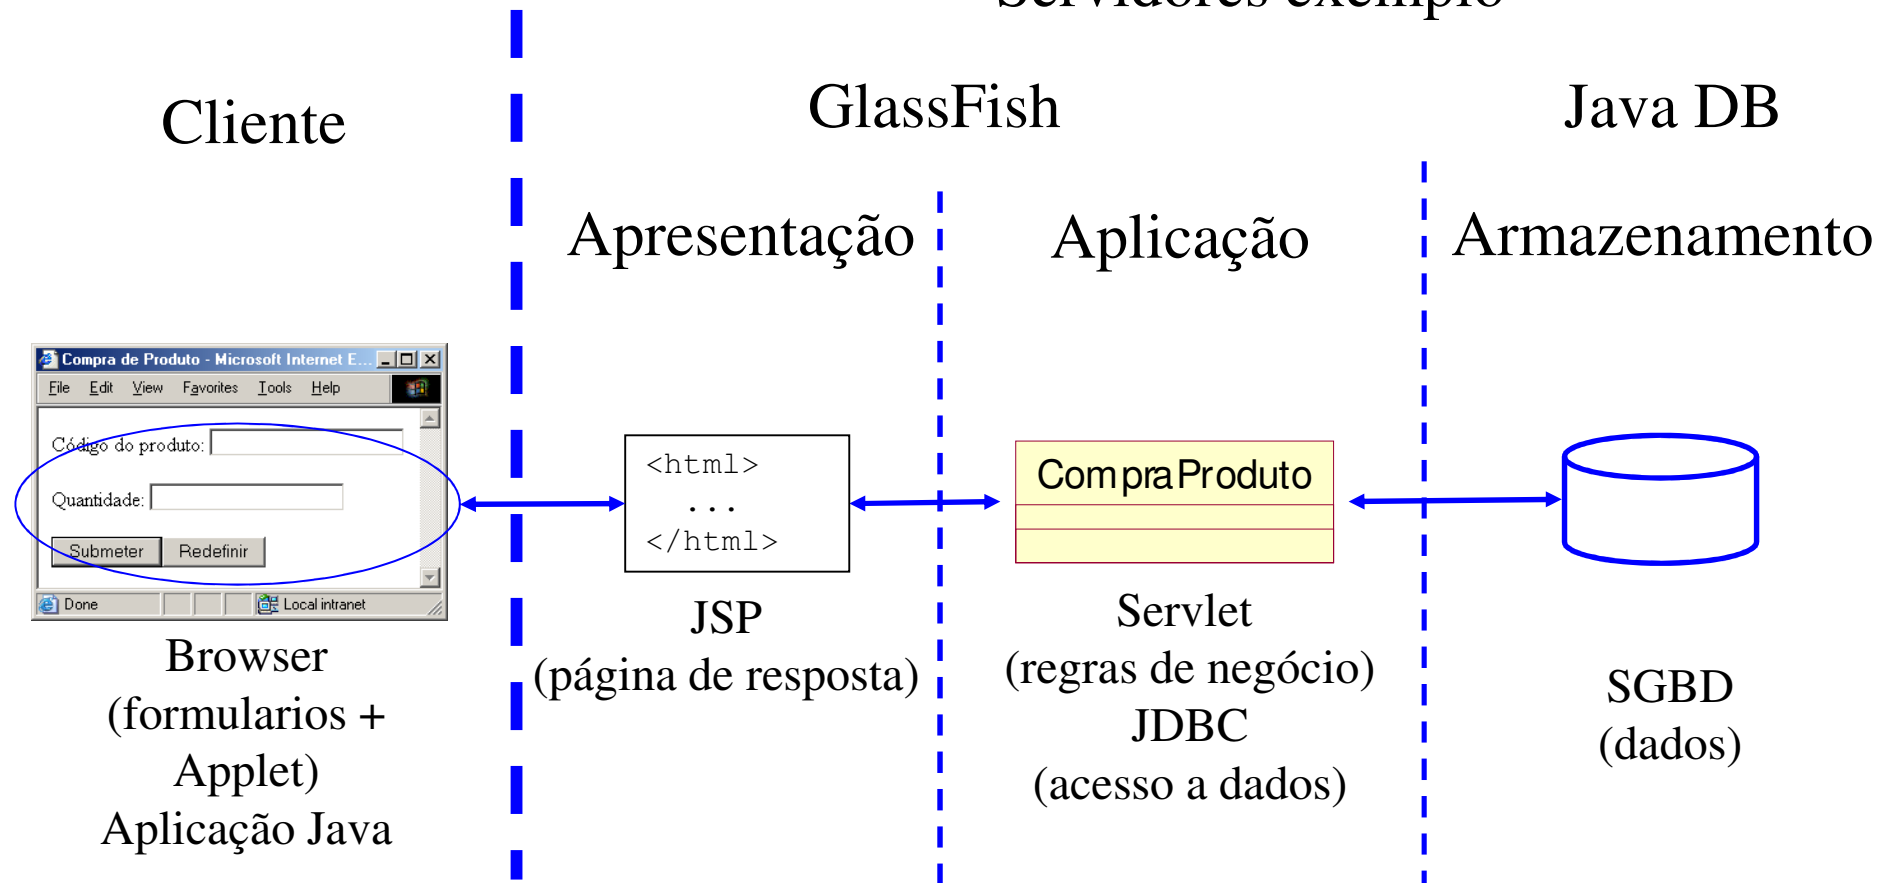 Servidores exemplo
Cliente
GlassFish
Java DB
Apresentação
Aplicação
Armazenamento
Compra de Produto - Microsoft Internet E...
File Edit View Favorites Tools Help
Código do produto:
Quantidade:
Submeter Redefinir
Done
Local intranet
<html>
...
</html>
CompraProduto
Browser
(formularios +
Applet)
Aplicação Java
JSP
(página de resposta)
Servlet
(regras de negócio)
JDBC
(acesso a dados)
SGBD
(dados)